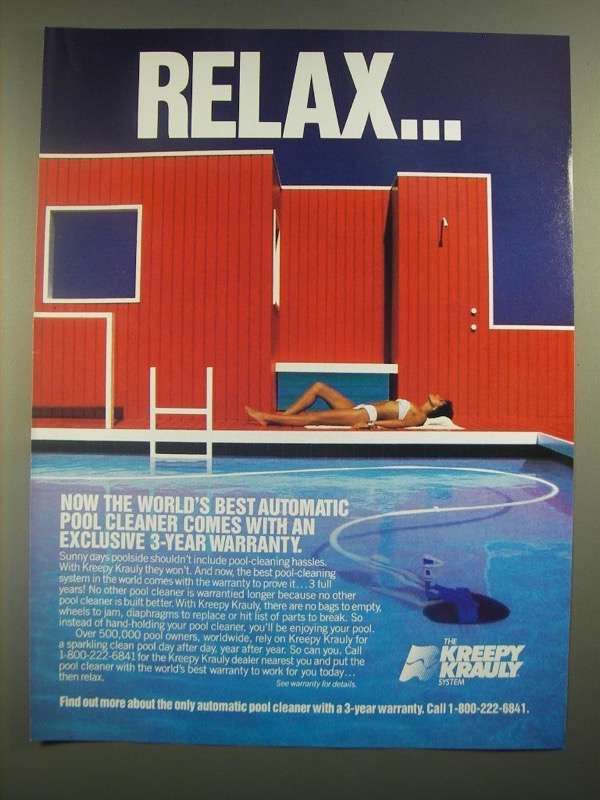 RELAX...
NOW THE WORLD'S BEST AUTOMATIC
POOL CLEANER COMES WITH AN
EXCLUSIVE 3-YEAR WARRANTY.
Sunny days poolside shouldn't include pool-cleaning hassles.
With Kreepy Krauly they won't. And now, the best pool-cleaning
system in the world comes with the warranty to prove it...3 full
years! No other pool cleaner is warrantied longer because no other
pool cleaner is built better. With Kreepy Krauly, there are no bags to empty,
wheels to jam, diaphragms to replace or hit list of parts to break. So
instead of hand-holding your pool cleaner, you'll be enjoying your pool.
Over 500,000 pool owners, worldwide, rely on Kreepy Krauly for
a sparkling clean pool day after day, year after year. So can you. Call
1-800-222-6841 for the Kreepy Krauly dealer nearest you and put the
pool cleaner with the world's best warranty to work for you today...
then relax.
See warranty for details.
THE
KREEPY
KRAULY
SYSTEM
Find out more about the only automatic pool cleaner with a 3-year warranty. Call 1-800-222-6841.